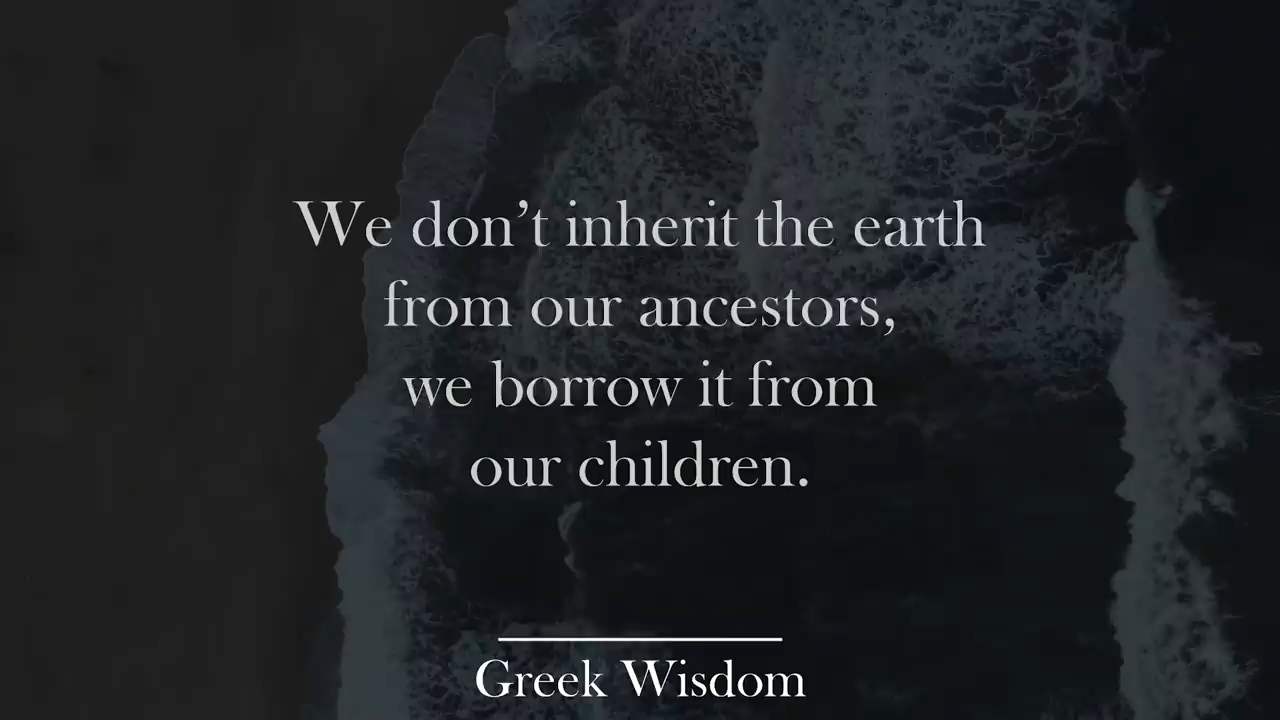 We don’t inherit the earth
from our ancestors,
we borrow it from
our children.
Greek Wisdom